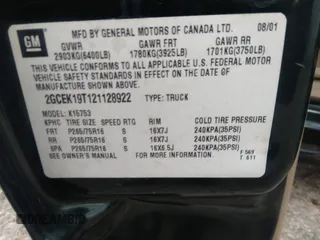 GM
MFD BY GENERAL MOTORS OF CANADA LTD. 08/01
GVWR GAWR FRT GAWR RR
2903KG(6400LB) 1780KG(3925LB) 1701KG(3750LB)
THIS VEHICLE CONFORMS TO ALL APPLICABLE U.S. FEDERAL MOTOR
VEHICLE SAFETY STANDARDS IN EFFECT ON THE DATE OF
MANUFACTURE SHOWN ABOVE.
2GCEK19T121128922 TYPE: TRUCK
MODEL: K15753
KPHC TIRE SIZE SPEED RTG RIM COLD TIRE PRESSURE
FRT P265/75R16 S 16X7J 240KPA(35PSI)
RR P265/75R16 S 16X7J 240KPA(35PSI)
SPA P265/75R16 S 16X6.5J 240KPA(35PSI)
SEE OWNER'S MANUAL FOR ADDITIONAL INFORMATION
F 569
T 611